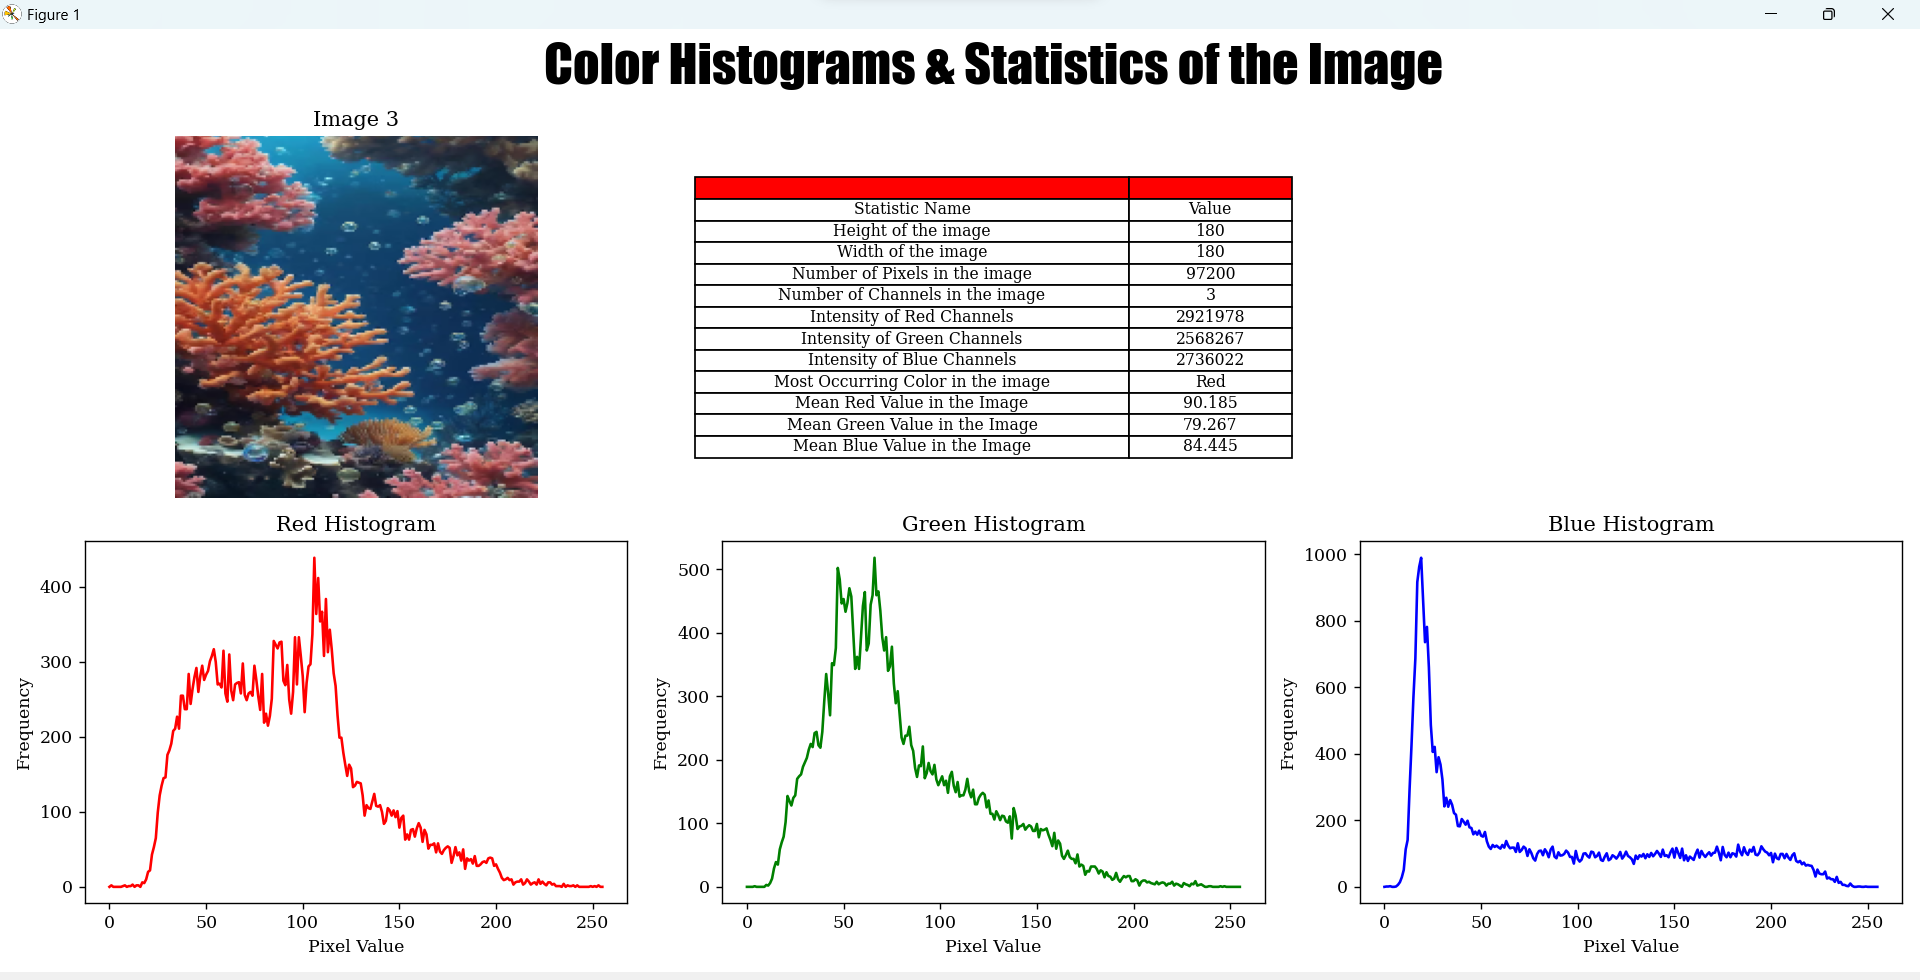 Figure 1
Color Histograms & Statistics of the Image
Image 3
Statistic Name Value
Height of the image 180
Width of the image 180
Number of Pixels in the image 97200
Number of Channels in the image 3
Intensity of Red Channels 2921978
Intensity of Green Channels 2568267
Intensity of Blue Channels 2736022
Most Occurring Color in the image Red
Mean Red Value in the Image 90.185
Mean Green Value in the Image 79.267
Mean Blue Value in the Image 84.445
Red Histogram
Frequency
400
300
200
100
0
0 50 100 150 200 250
Pixel Value
Green Histogram
Frequency
500
400
300
200
100
0
0 50 100 150 200 250
Pixel Value
Blue Histogram
Frequency
1000
800
600
400
200
0
0 50 100 150 200 250
Pixel Value